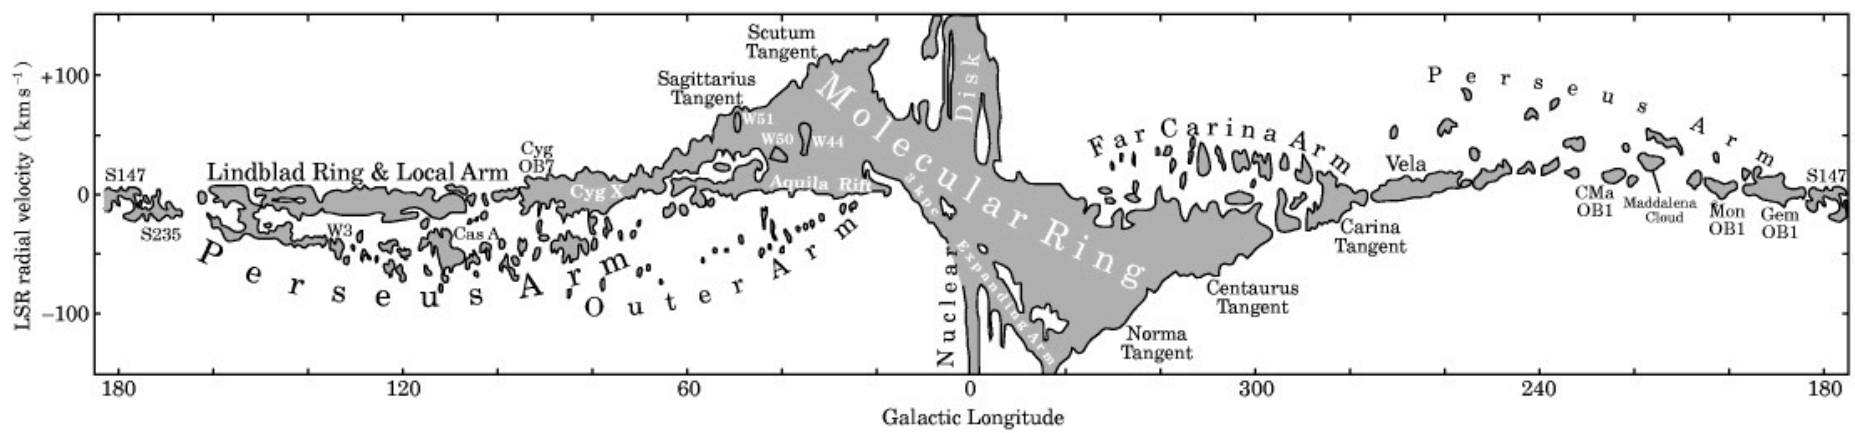 Scutum
Tangent
Sagittarius
Tangent
W51
W50
W44
Molecular Ring
Nuclear Disk
3 kpc Expanding Arm
Far Carina Arm
Perseus Arm
+100
0
−100
LSR radial velocity (km s⁻¹)
S147
S235
Lindblad Ring & Local Arm
Cyg
OB7
Cyg X
Aquila Rift
W3
Cas A
Perseus Arm
Outer Arm
Norma
Tangent
Centaurus
Tangent
Carina
Tangent
Vela
CMa
OB1
Maddalena
Cloud
Mon
OB1
Gem
OB1
S147
180
120
60
0
300
240
180
Galactic Longitude